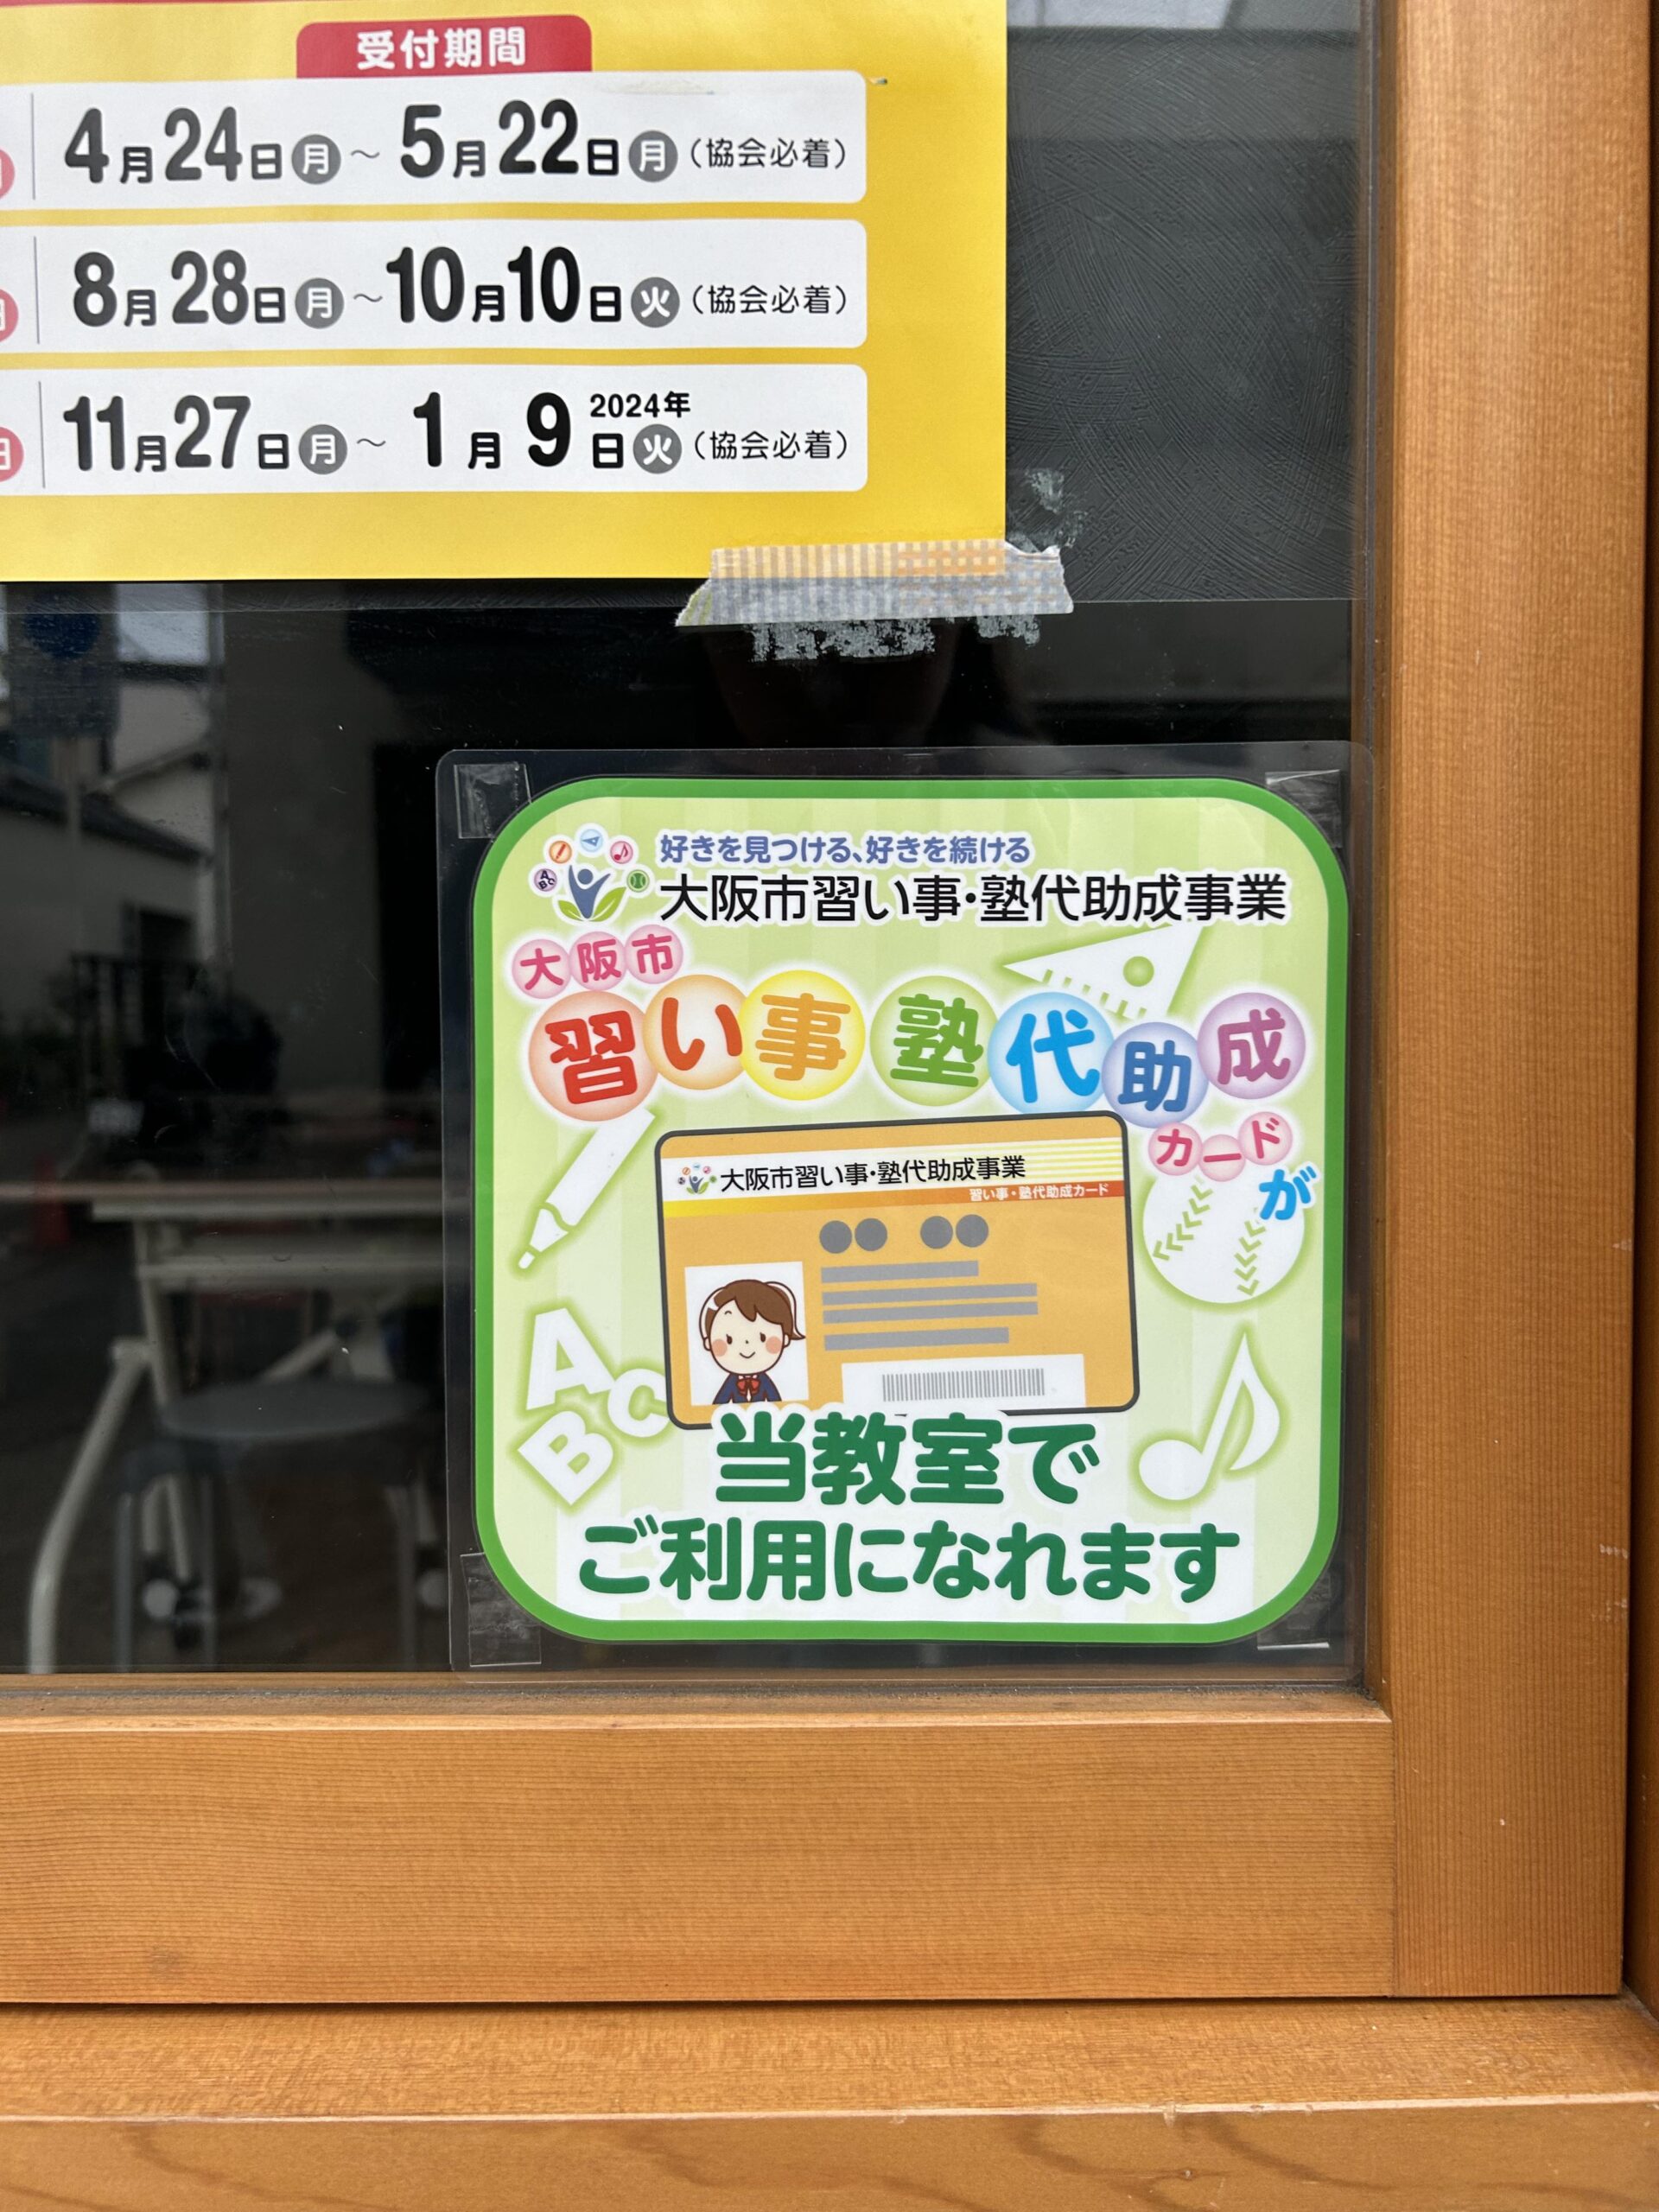 受付期間
4月24日月～5月22日月（協会必着）
8月28日月～10月10日火（協会必着）
2024年
11月27日月～1月9日火（協会必着）
好きを見つける、好きを続ける
大阪市習い事・塾代助成事業
大阪市
習い事塾代助成
カードが
大阪市習い事・塾代助成事業
習い事・塾代助成カード
ABC
当教室で
ご利用になれます